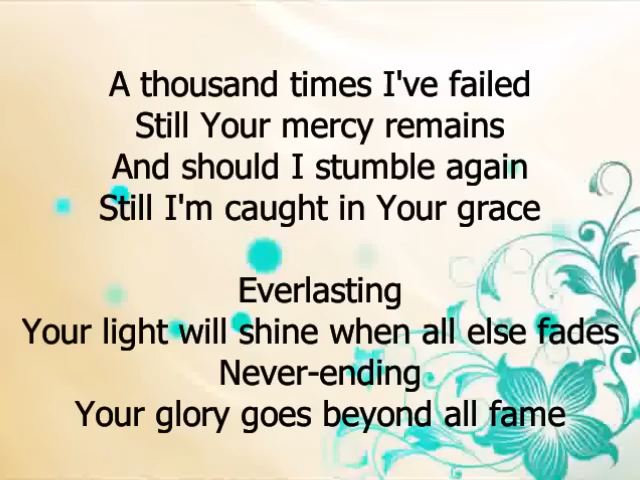 A thousand times I've failed
Still Your mercy remains
And should I stumble again
Still I'm caught in Your grace
Everlasting
Your light will shine when all else fades
Never-ending
Your glory goes beyond all fame